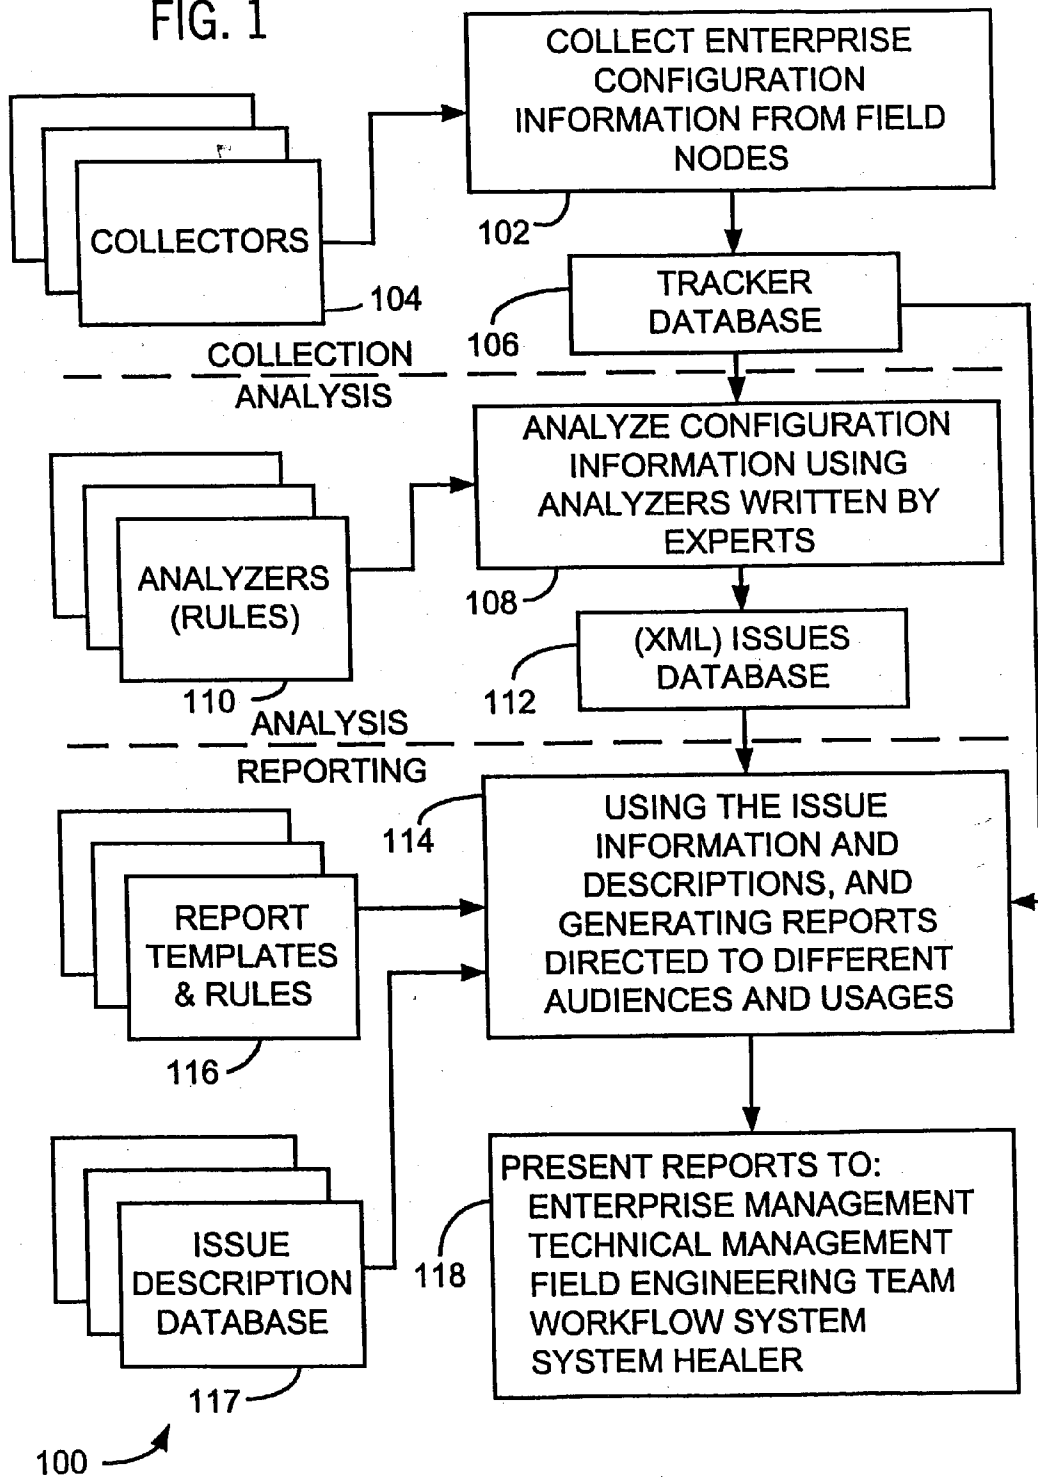 FIG. 1
COLLECT ENTERPRISE
CONFIGURATION
INFORMATION FROM FIELD
NODES
102
COLLECTORS
104
TRACKER
DATABASE
106
COLLECTION
ANALYSIS
ANALYZE CONFIGURATION
INFORMATION USING
ANALYZERS WRITTEN BY
EXPERTS
108
ANALYZERS
(RULES)
110
(XML) ISSUES
DATABASE
112
ANALYSIS
REPORTING
114
USING THE ISSUE
INFORMATION AND
DESCRIPTIONS, AND
GENERATING REPORTS
DIRECTED TO DIFFERENT
AUDIENCES AND USAGES
REPORT
TEMPLATES
& RULES
116
PRESENT REPORTS TO:
ENTERPRISE MANAGEMENT
TECHNICAL MANAGEMENT
FIELD ENGINEERING TEAM
WORKFLOW SYSTEM
SYSTEM HEALER
118
ISSUE
DESCRIPTION
DATABASE
117
100